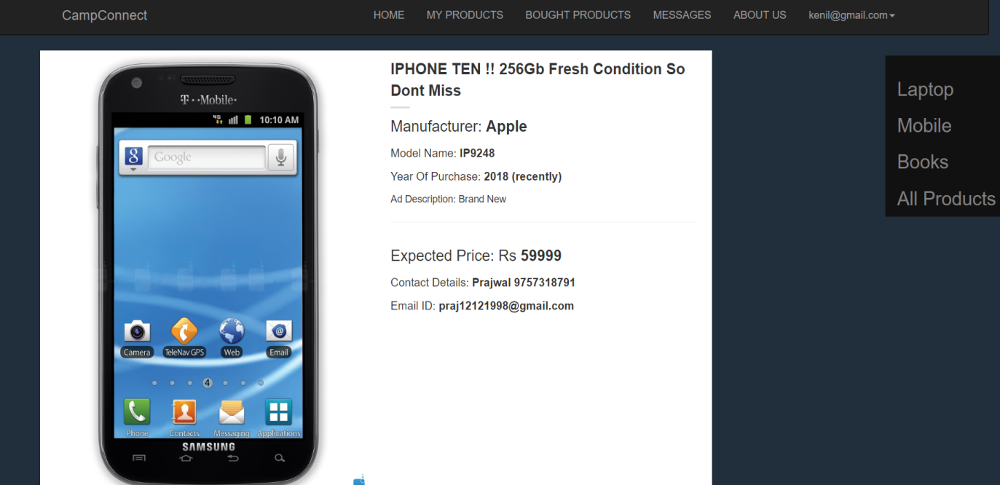 CampConnect
HOME
MY PRODUCTS
BOUGHT PRODUCTS
MESSAGES
ABOUT US
kenil@gmail.com
T··Mobile·
4G
10:10 AM
8
Google
Camera
TeleNav GPS
Web
Email
4
Phone
Contacts
Messaging
Applications
SAMSUNG
IPHONE TEN !! 256Gb Fresh Condition So
Dont Miss
Manufacturer: Apple
Model Name: IP9248
Year Of Purchase: 2018 (recently)
Ad Description: Brand New
Expected Price: Rs 59999
Contact Details: Prajwal 9757318791
Email ID: praj12121998@gmail.com
Laptop
Mobile
Books
All Products